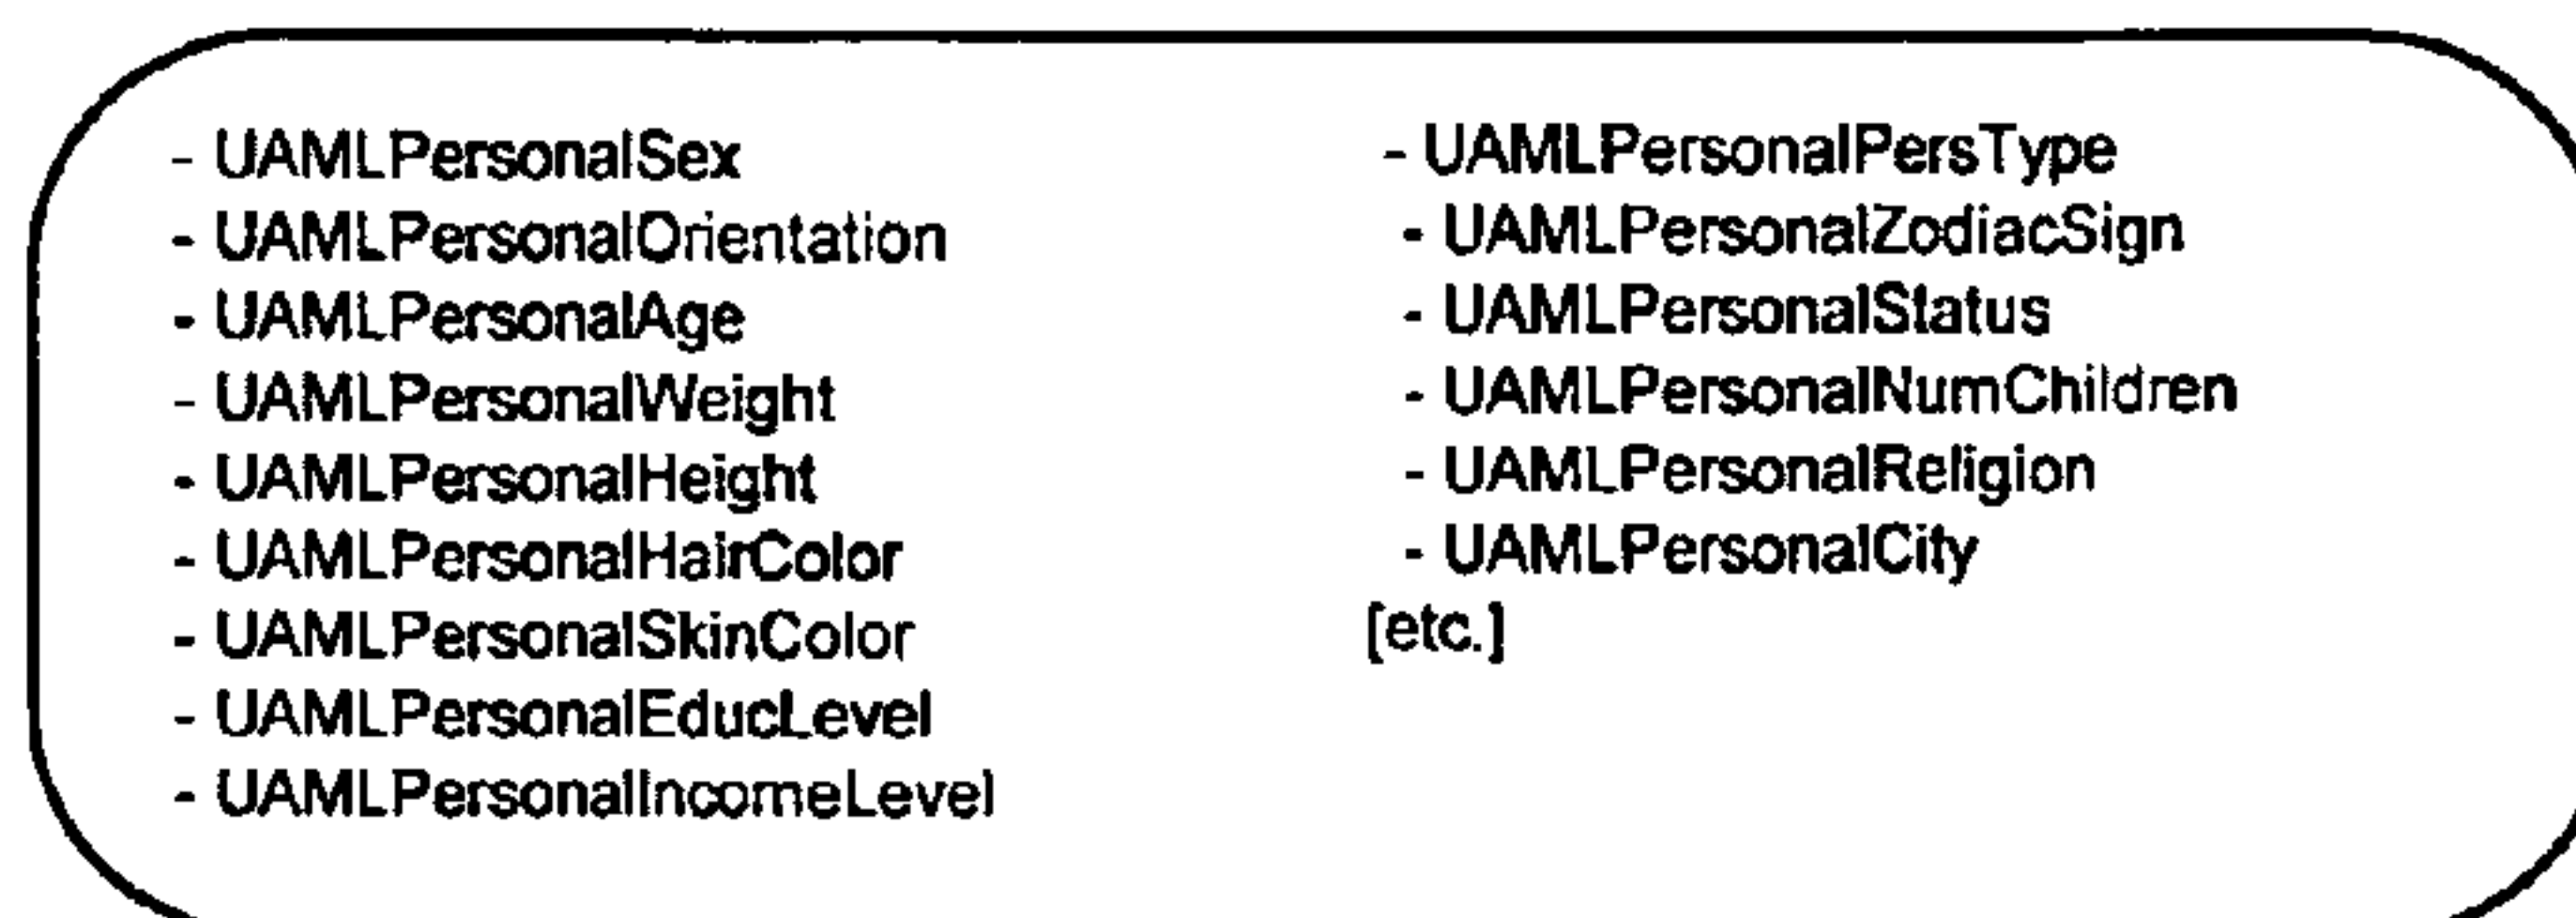 - UAMLPersonalSex
- UAMLPersonalOrientation
- UAMLPersonalAge
- UAMLPersonalWeight
- UAMLPersonalHeight
- UAMLPersonalHairColor
- UAMLPersonalSkinColor
- UAMLPersonalEducLevel
- UAMLPersonalIncomeLevel
- UAMLPersonalPersType
- UAMLPersonalZodiacSign
- UAMLPersonalStatus
- UAMLPersonalNumChildren
- UAMLPersonalReligion
- UAMLPersonalCity
[etc.]